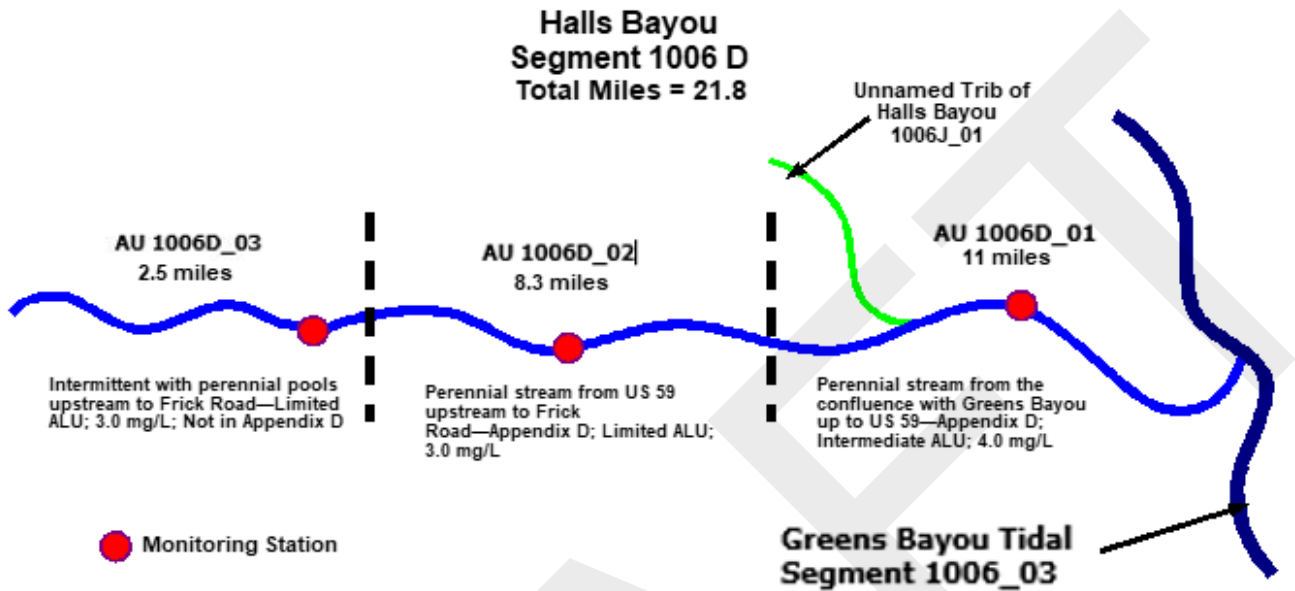 Halls Bayou
Segment 1006 D
Total Miles = 21.8
Unnamed Trib of
Halls Bayou
1006J_01
AU 1006D_03
2.5 miles
AU 1006D_02
8.3 miles
AU 1006D_01
11 miles
Intermittent with perennial pools
upstream to Frick Road—Limited
ALU; 3.0 mg/L; Not in Appendix D
Perennial stream from US 59
upstream to Frick
Road—Appendix D; Limited ALU;
3.0 mg/L
Perennial stream from the
confluence with Greens Bayou
up to US 59—Appendix D;
Intermediate ALU; 4.0 mg/L
Monitoring Station
Greens Bayou Tidal
Segment 1006_03